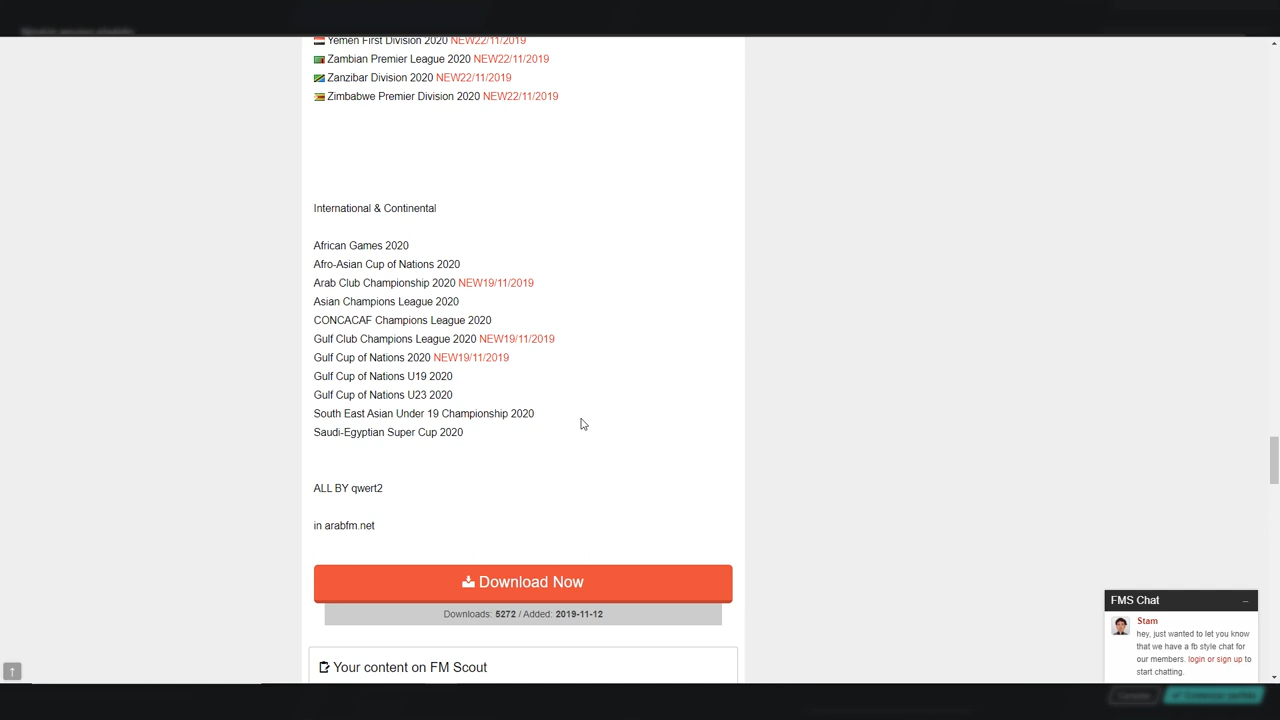 Yemen First Division 2020 NEW22/11/2019
Zambian Premier League 2020 NEW22/11/2019
Zanzibar Division 2020 NEW22/11/2019
Zimbabwe Premier Division 2020 NEW22/11/2019
International & Continental
African Games 2020
Afro-Asian Cup of Nations 2020
Arab Club Championship 2020 NEW19/11/2019
Asian Champions League 2020
CONCACAF Champions League 2020
Gulf Club Champions League 2020 NEW19/11/2019
Gulf Cup of Nations 2020 NEW19/11/2019
Gulf Cup of Nations U19 2020
Gulf Cup of Nations U23 2020
South East Asian Under 19 Championship 2020
Saudi-Egyptian Super Cup 2020
ALL BY qwert2
in arabfm.net
Download Now
Downloads: 5272 / Added: 2019-11-12
Your content on FM Scout
FMS Chat
Stam
hey, just wanted to let you know
that we have a fb style chat for
our members. login or sign up to
start chatting.